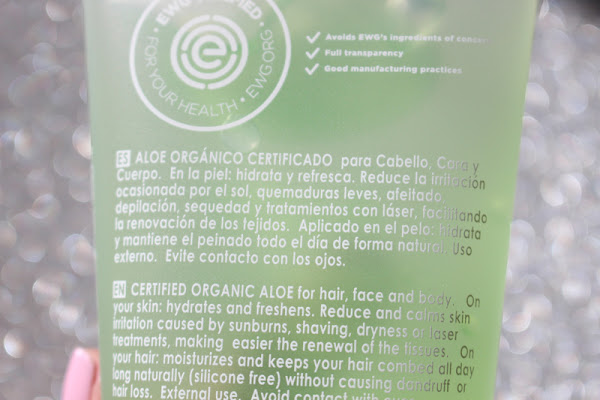 EWG VERIFIED
• FOR YOUR HEALTH • EWG.ORG
Avoids EWG's ingredients of concern
Full transparency
Good manufacturing practices
ES ALOE ORGÁNICO CERTIFICADO para Cabello, Cara y
Cuerpo. En la piel: hidrata y refresca. Reduce la irritación
ocasionada por el sol, quemaduras leves, afeitado,
depilación, sequedad y tratamientos con láser, facilitando
la renovación de los tejidos. Aplicado en el pelo: hidrata
y mantiene el peinado todo el día de forma natural. Uso
externo. Evite contacto con los ojos.
EN CERTIFIED ORGANIC ALOE for hair, face and body. On
your skin: hydrates and freshens. Reduce and calms skin
irritation caused by sunburns, shaving, dryness or laser
treatments, making easier the renewal of the tissues. On
your hair: moisturizes and keeps your hair combed all day
long naturally (silicone free) without causing dandruff or
hair loss. External use. Avoid contact with